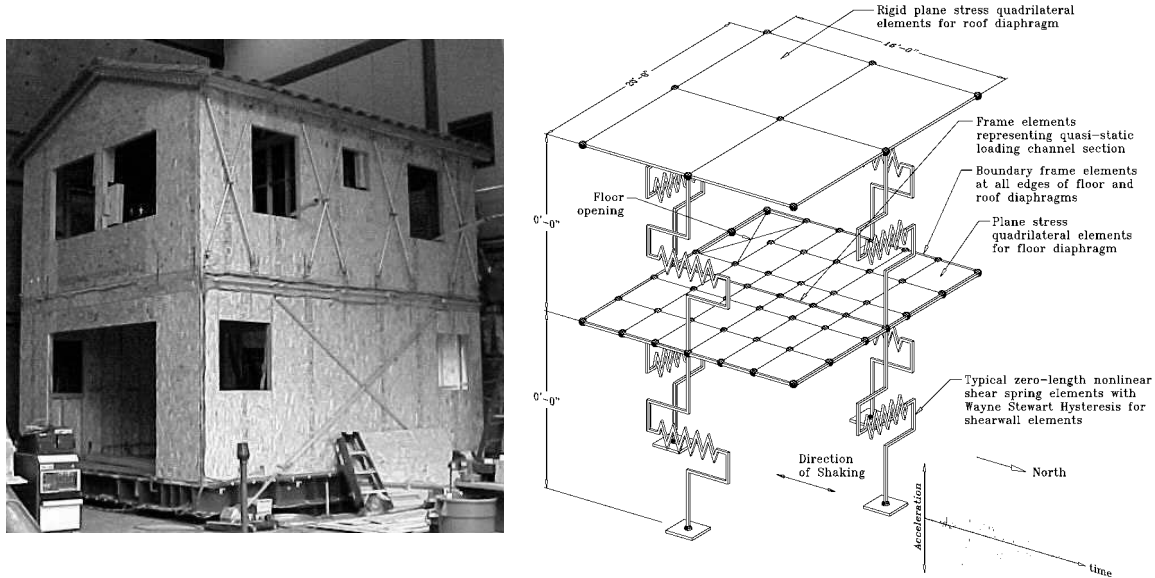 Rigid plane stress quadrilateral
elements for roof diaphragm
16'-0"
20'-0"
Frame elements
representing quasi-static
loading channel section
Boundary frame elements
at all edges of floor and
roof diaphragms
Floor
opening
Plane stress
quadrilateral elements
for floor diaphragm
0'-0"
0'-0"
Typical zero-length nonlinear
shear spring elements with
Wayne Stewart Hysteresis for
shearwall elements
Direction
of Shaking
North
Acceleration
time